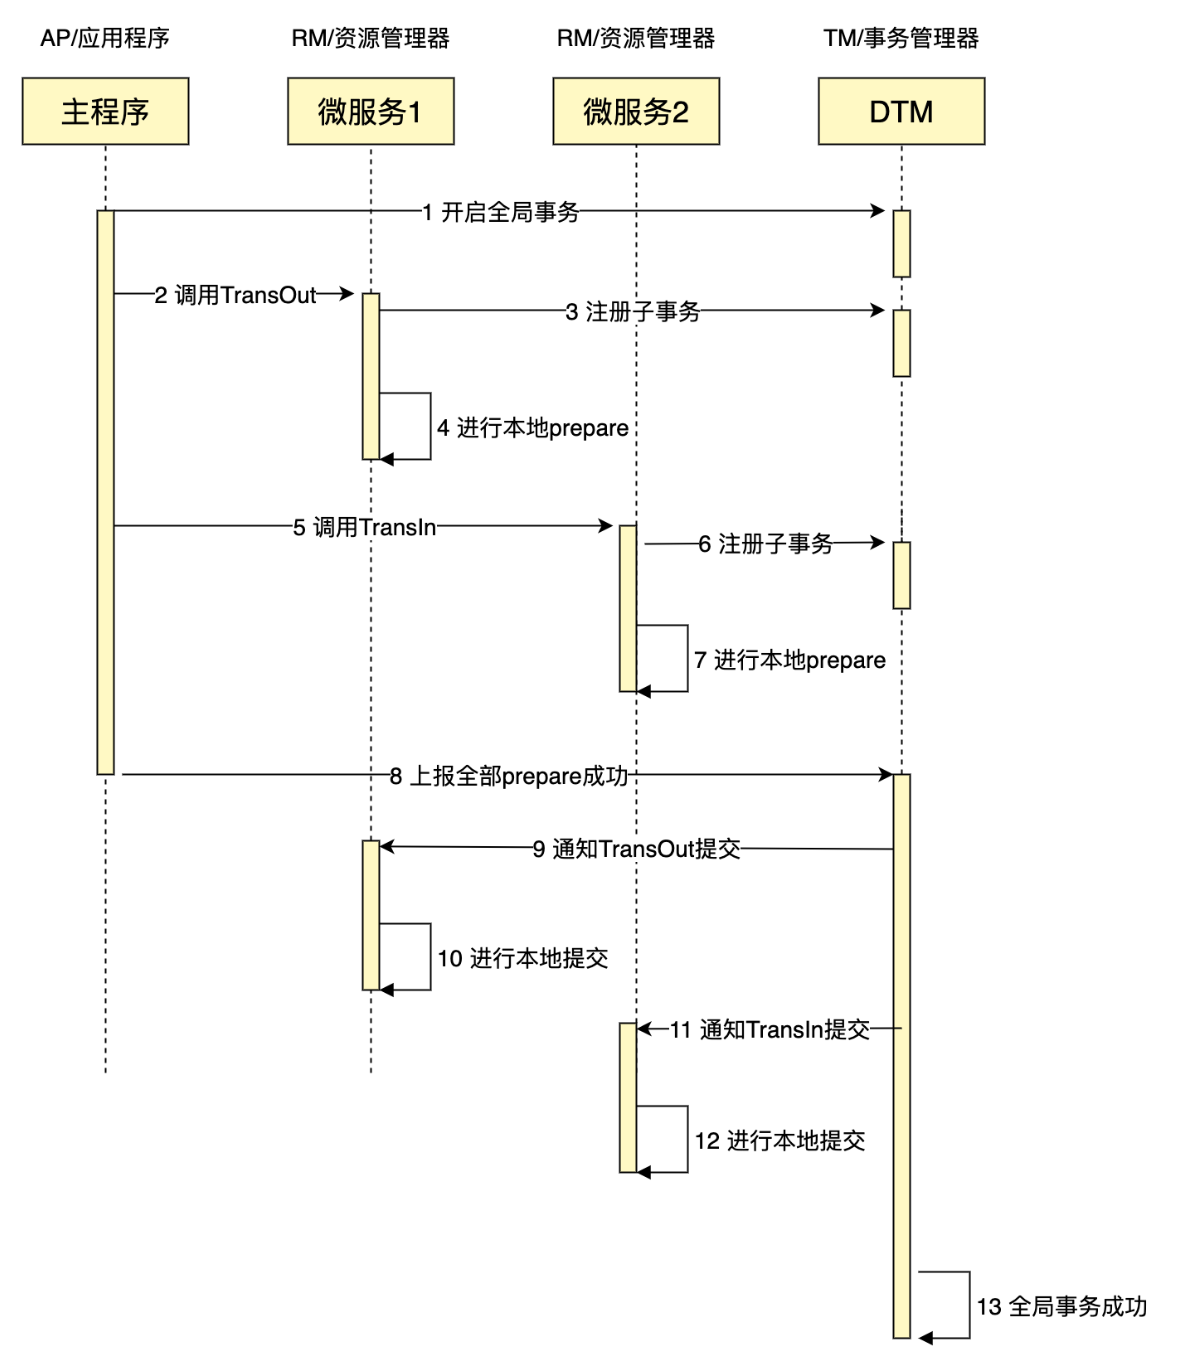 AP/应用程序
RM/资源管理器
RM/资源管理器
TM/事务管理器
主程序
微服务1
微服务2
DTM
1 开启全局事务
2 调用TransOut
3 注册子事务
4 进行本地prepare
5 调用TransIn
6 注册子事务
7 进行本地prepare
8 上报全部prepare成功
9 通知TransOut提交
10 进行本地提交
11 通知TransIn提交
12 进行本地提交
13 全局事务成功